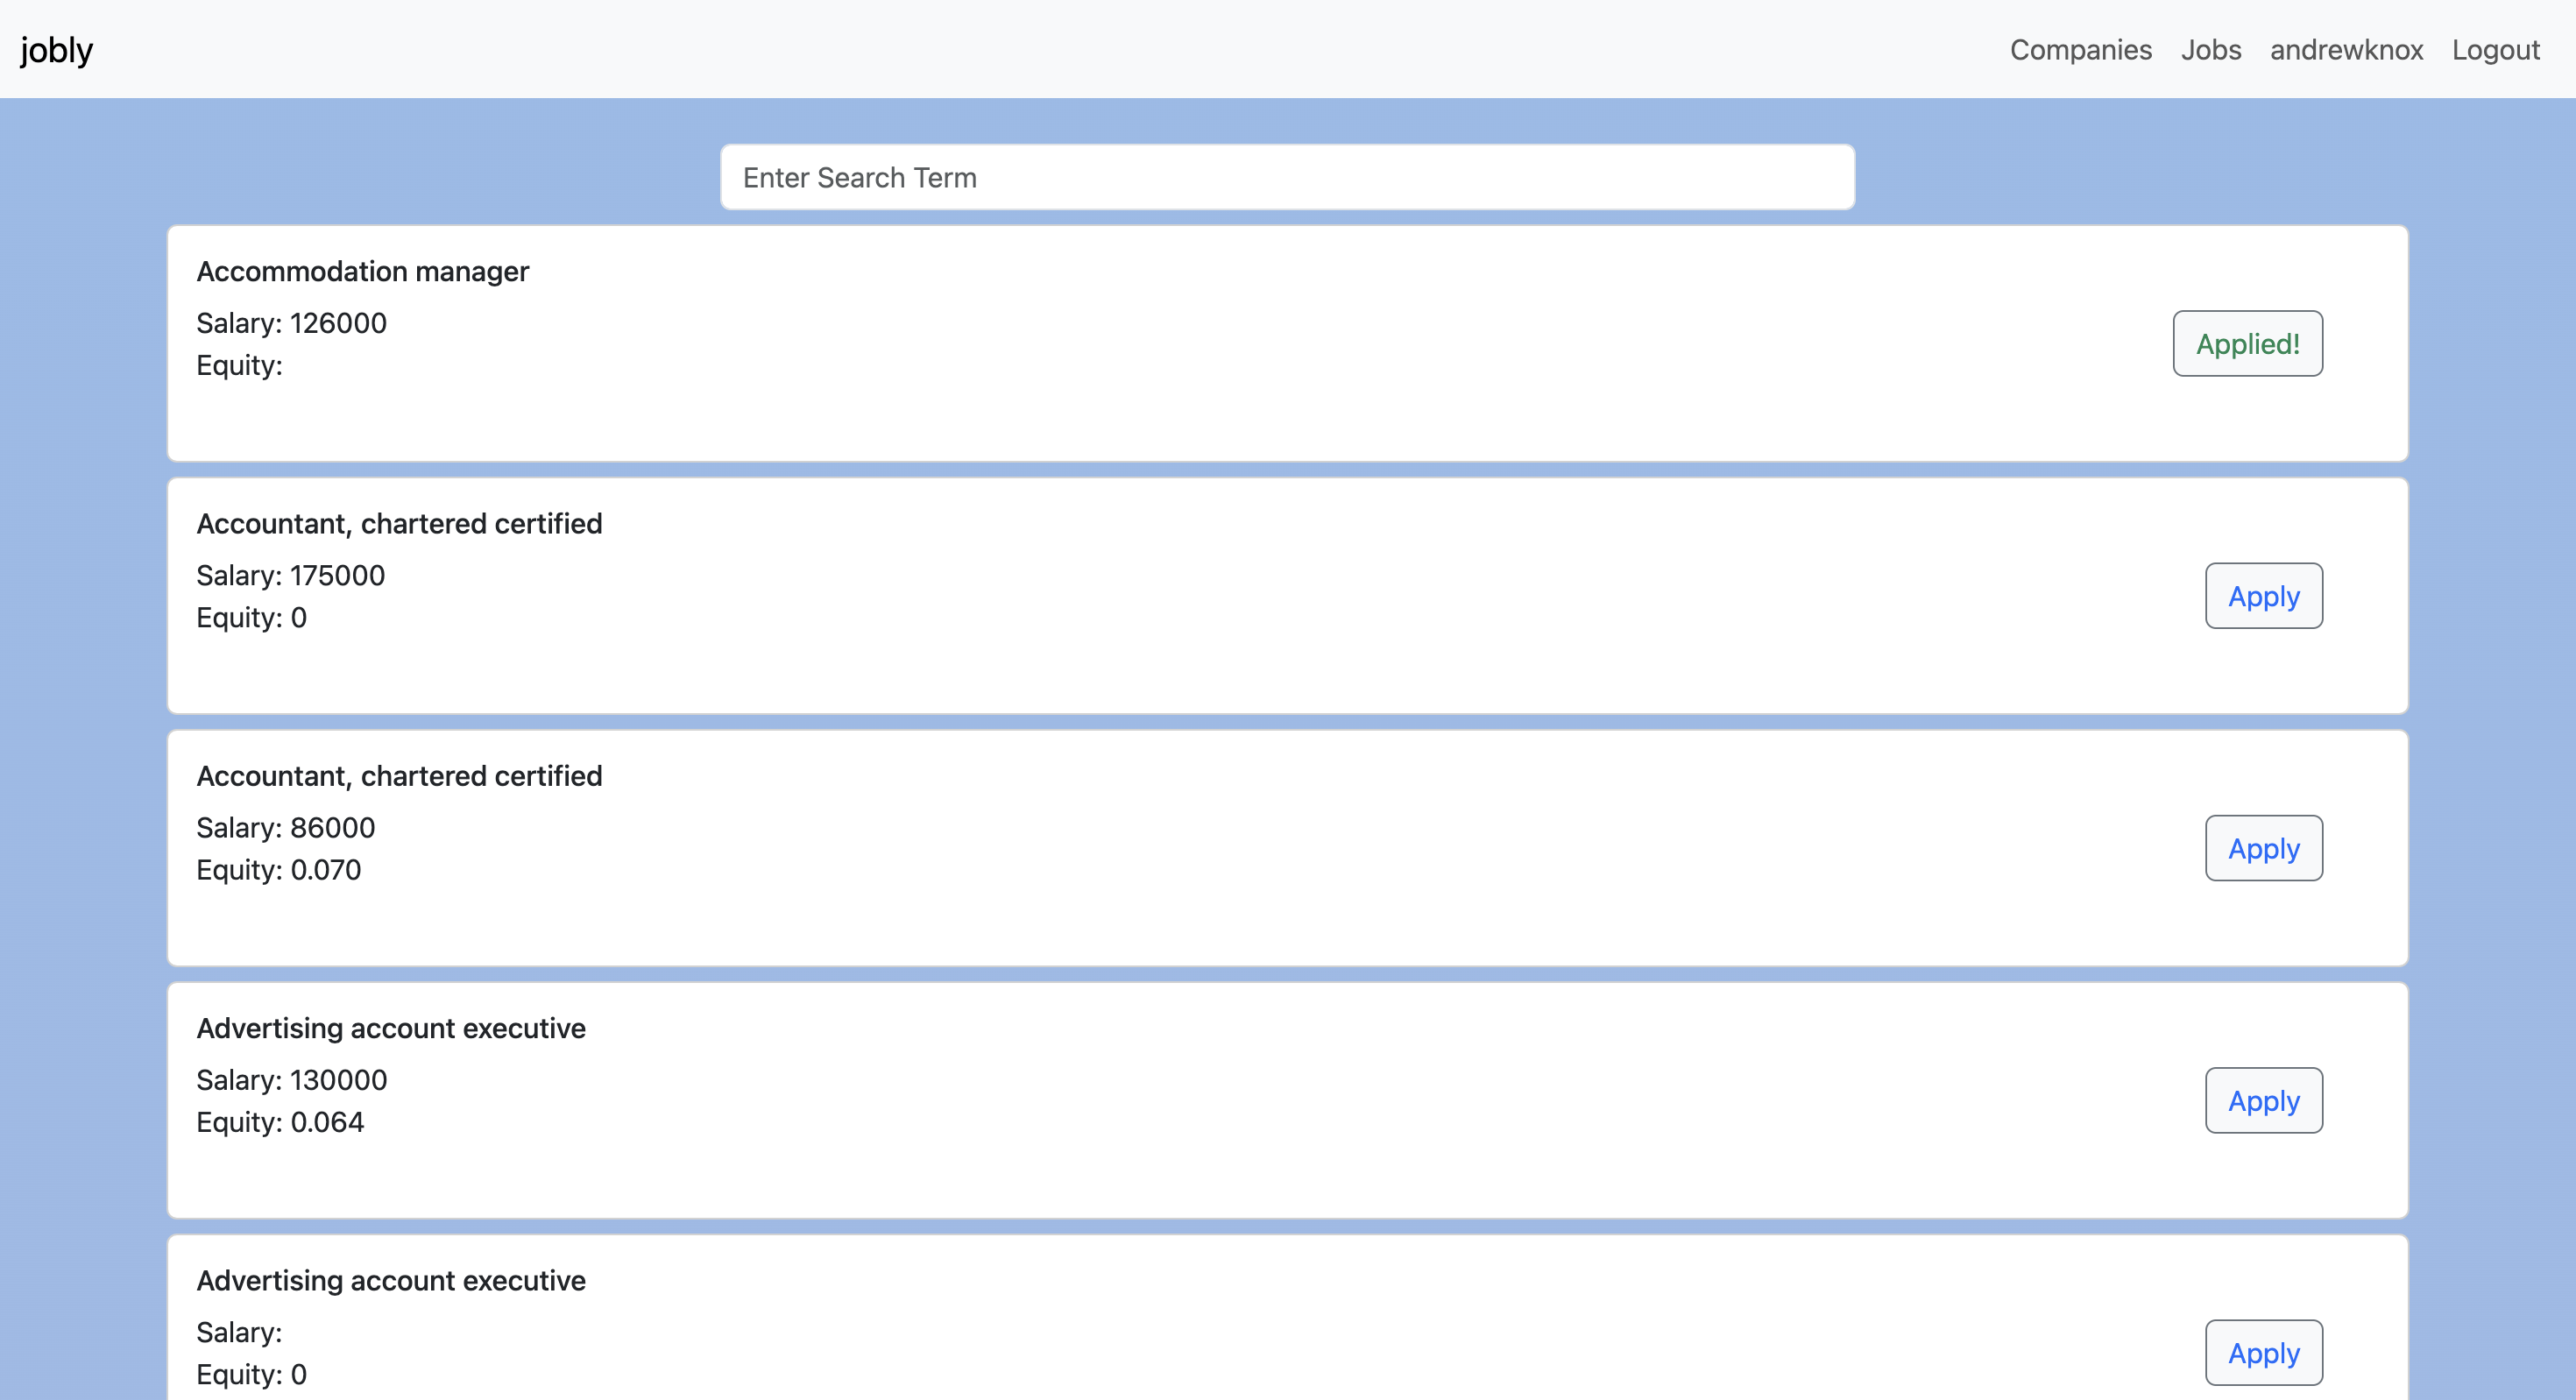 jobly
Companies Jobs andrewknox Logout
Enter Search Term
Accommodation manager
Salary: 126000
Equity:
Applied!
Accountant, chartered certified
Salary: 175000
Equity: 0
Apply
Accountant, chartered certified
Salary: 86000
Equity: 0.070
Apply
Advertising account executive
Salary: 130000
Equity: 0.064
Apply
Advertising account executive
Salary:
Equity: 0
Apply